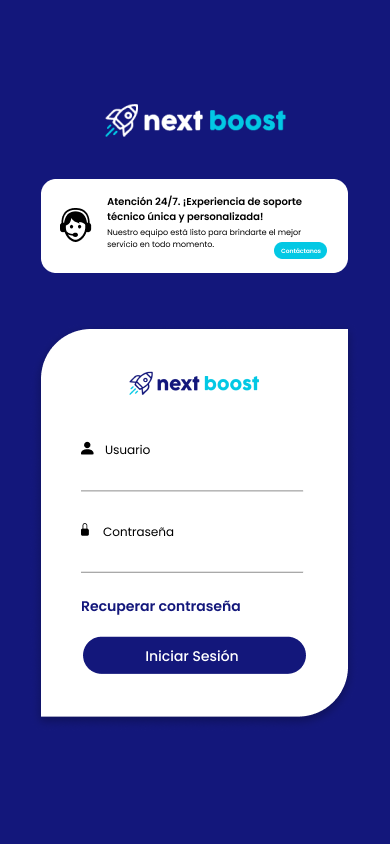 next boost
Atención 24/7. ¡Experiencia de soporte
técnico única y personalizada!
Nuestro equipo está listo para brindarte el mejor
servicio en todo momento.
Contáctanos
next boost
Usuario
Contraseña
Recuperar contraseña
Iniciar Sesión